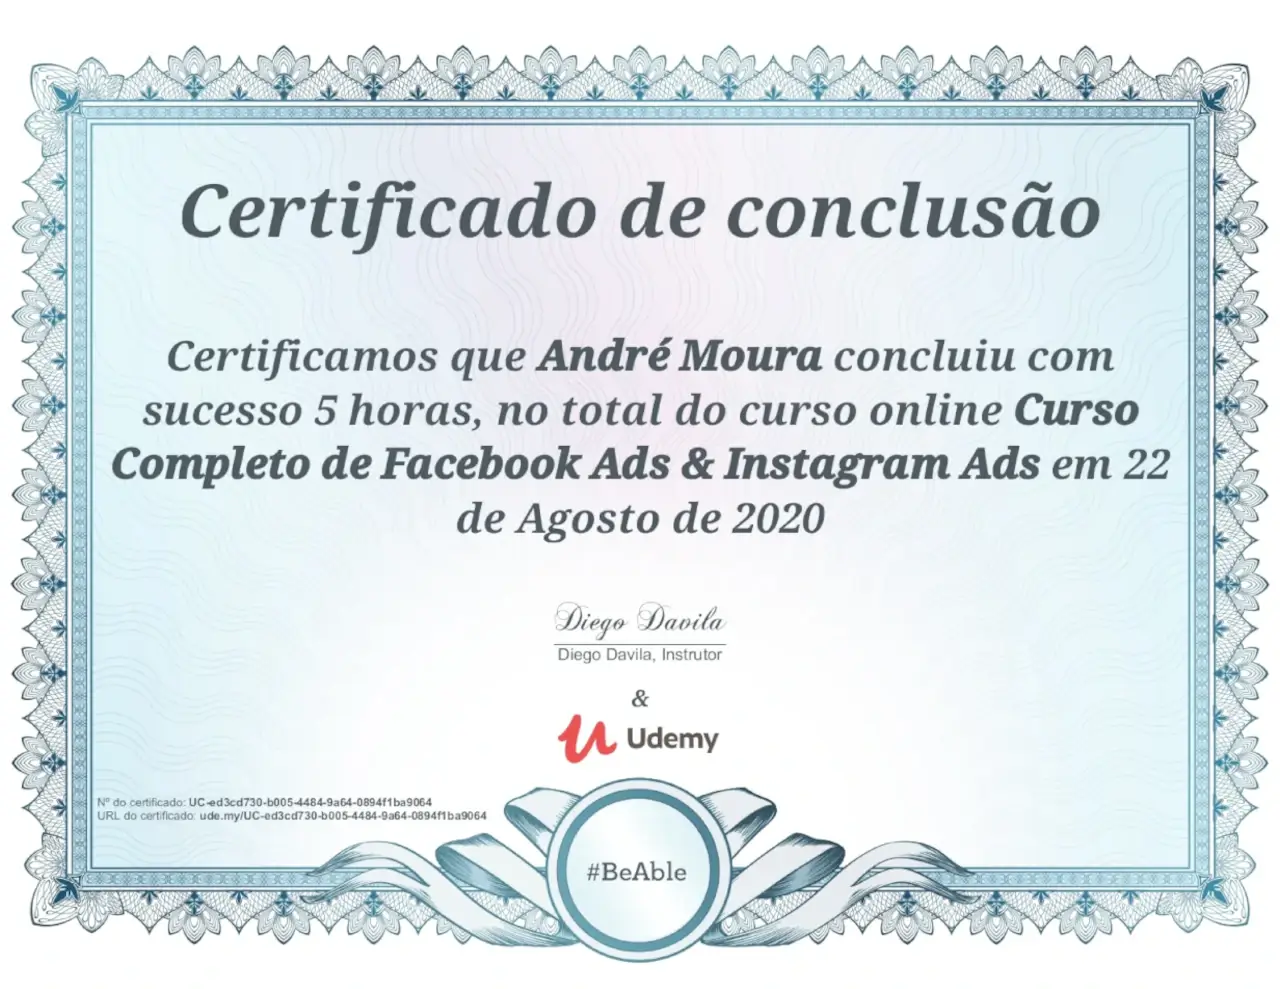 Certificado de conclusão
Certificamos que André Moura concluiu com
sucesso 5 horas, no total do curso online Curso
Completo de Facebook Ads & Instagram Ads em 22
de Agosto de 2020
Diego Davila
Diego Davila, Instrutor
&
Udemy
Nº do certificado: UC-ed3cd730-b005-4484-9a64-0894f1ba9064
URL do certificado: ude.my/UC-ed3cd730-b005-4484-9a64-0894f1ba9064
#BeAble